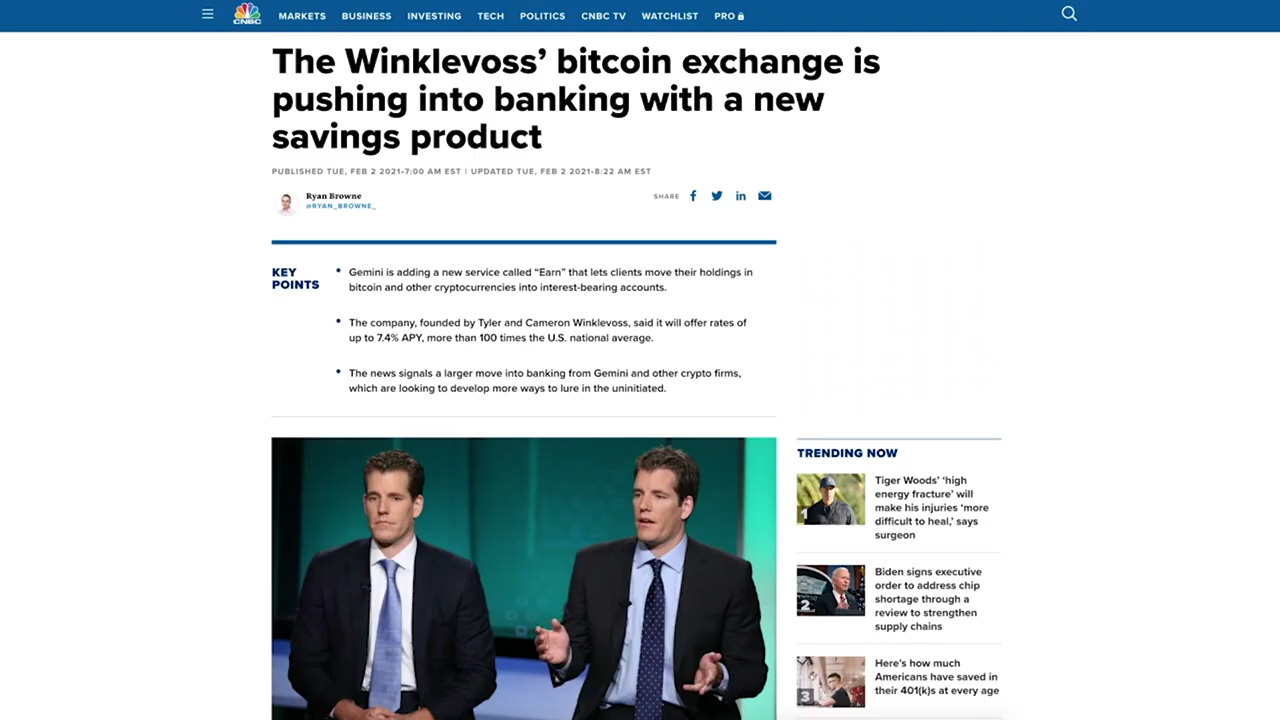 CNBC
MARKETS BUSINESS INVESTING TECH POLITICS CNBC TV WATCHLIST PRO
The Winklevoss’ bitcoin exchange is
pushing into banking with a new
savings product
PUBLISHED TUE, FEB 2 2021•7:00 AM EST | UPDATED TUE, FEB 2 2021•8:22 AM EST
Ryan Browne
@RYAN_BROWNE_
SHARE
KEY
POINTS
• Gemini is adding a new service called “Earn” that lets clients move their holdings in
bitcoin and other cryptocurrencies into interest-bearing accounts.
• The company, founded by Tyler and Cameron Winklevoss, said it will offer rates of
up to 7.4% APY, more than 100 times the U.S. national average.
• The news signals a larger move into banking from Gemini and other crypto firms,
which are looking to develop more ways to lure in the uninitiated.
TRENDING NOW
1
Tiger Woods’ ‘high
energy fracture’ will
make his injuries ‘more
difficult to heal,’ says
surgeon
2
Biden signs executive
order to address chip
shortage through a
review to strengthen
supply chains
3
Here’s how much
Americans have saved in
their 401(k)s at every age